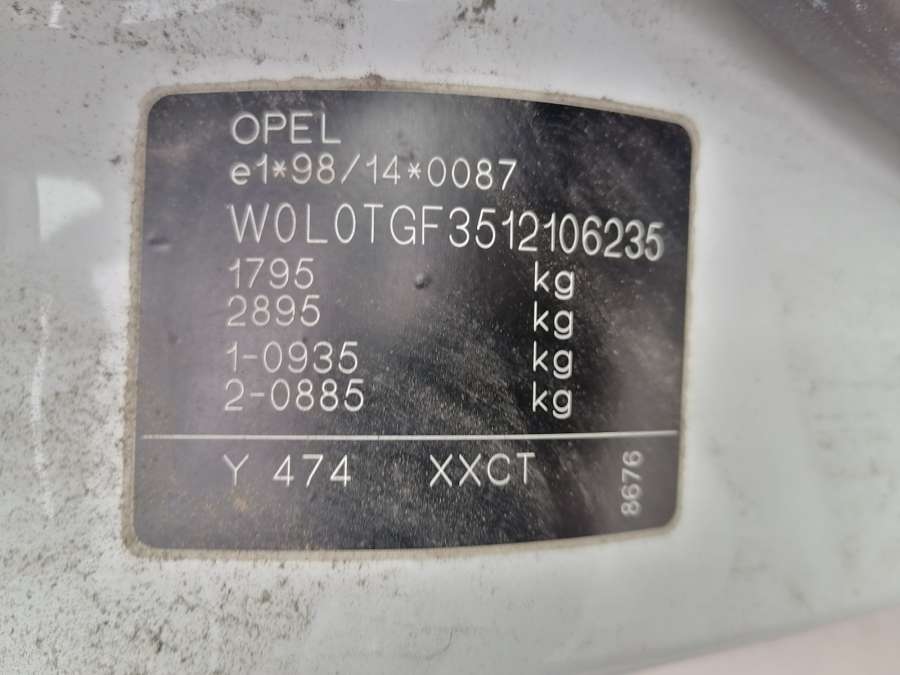 OPEL
e1*98/14*0087
W0L0TGF3512106235
1795 kg
2895 kg
1-0935 kg
2-0885 kg
Y 474 XXCT
8676